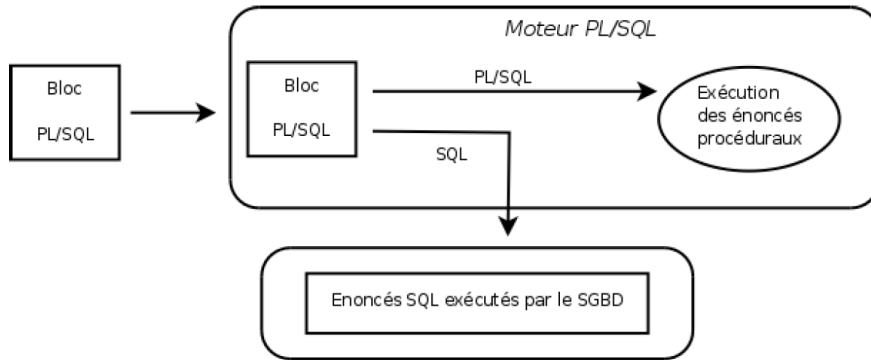 Moteur PL/SQL
Bloc
PL/SQL
Bloc
PL/SQL
PL/SQL
SQL
Exécution
des énoncés
procéduraux
Enoncés SQL exécutés par le SGBD